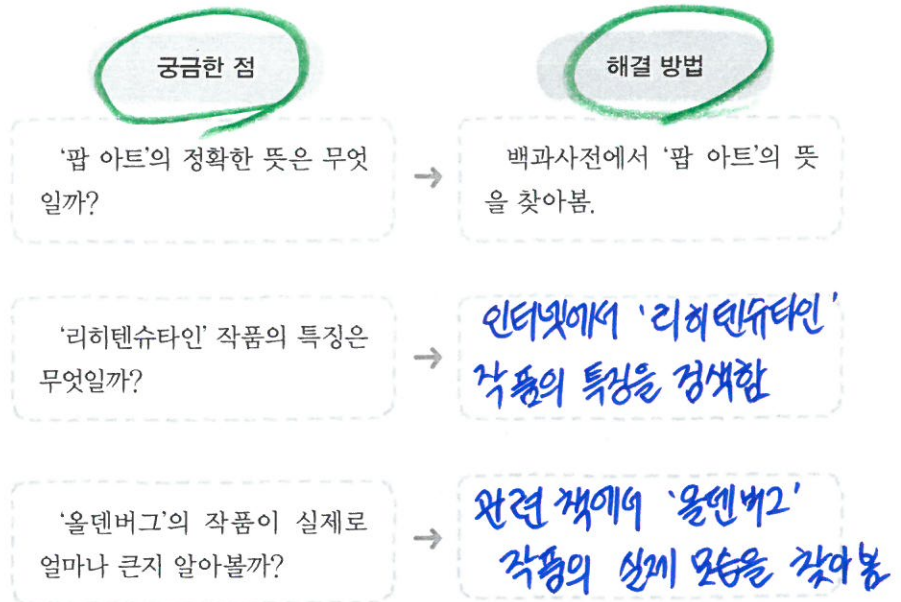 궁금한 점
해결 방법
'팝 아트'의 정확한 뜻은 무엇
일까?
→
백과사전에서 '팝 아트'의 뜻
을 찾아봄.
'리히텐슈타인' 작품의 특징은
무엇일까?
→
인터넷에서 '리히텐슈타인'
작품의 특징을 검색함
'올덴버그'의 작품이 실제로
얼마나 큰지 알아볼까?
→
관련 책에서 '올덴버그'
작품의 실제 모습을 찾아봄